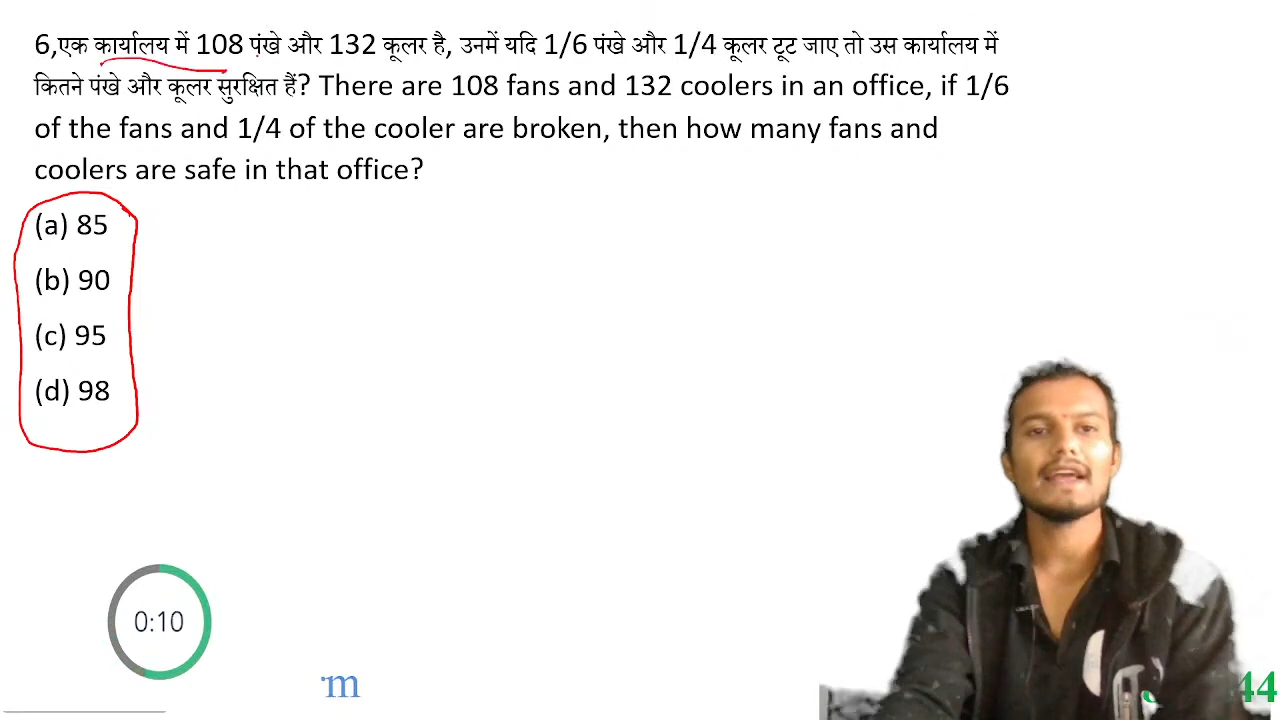 6,एक कार्यालय में 108 पंखे और 132 कूलर है, उनमें यदि 1/6 पंखे और 1/4 कूलर टूट जाए तो उस कार्यालय में
कितने पंखे और कूलर सुरक्षित हैं? There are 108 fans and 132 coolers in an office, if 1/6
of the fans and 1/4 of the cooler are broken, then how many fans and
coolers are safe in that office?
(a) 85
(b) 90
(c) 95
(d) 98
0:10
m
44